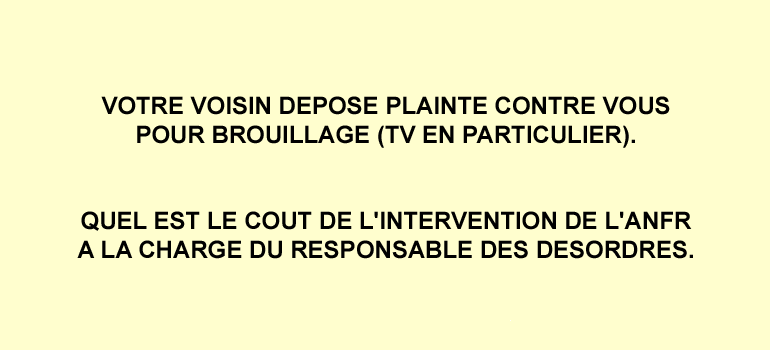 VOTRE VOISIN DEPOSE PLAINTE CONTRE VOUS
POUR BROUILLAGE (TV EN PARTICULIER).
QUEL EST LE COUT DE L'INTERVENTION DE L'ANFR
A LA CHARGE DU RESPONSABLE DES DESORDRES.